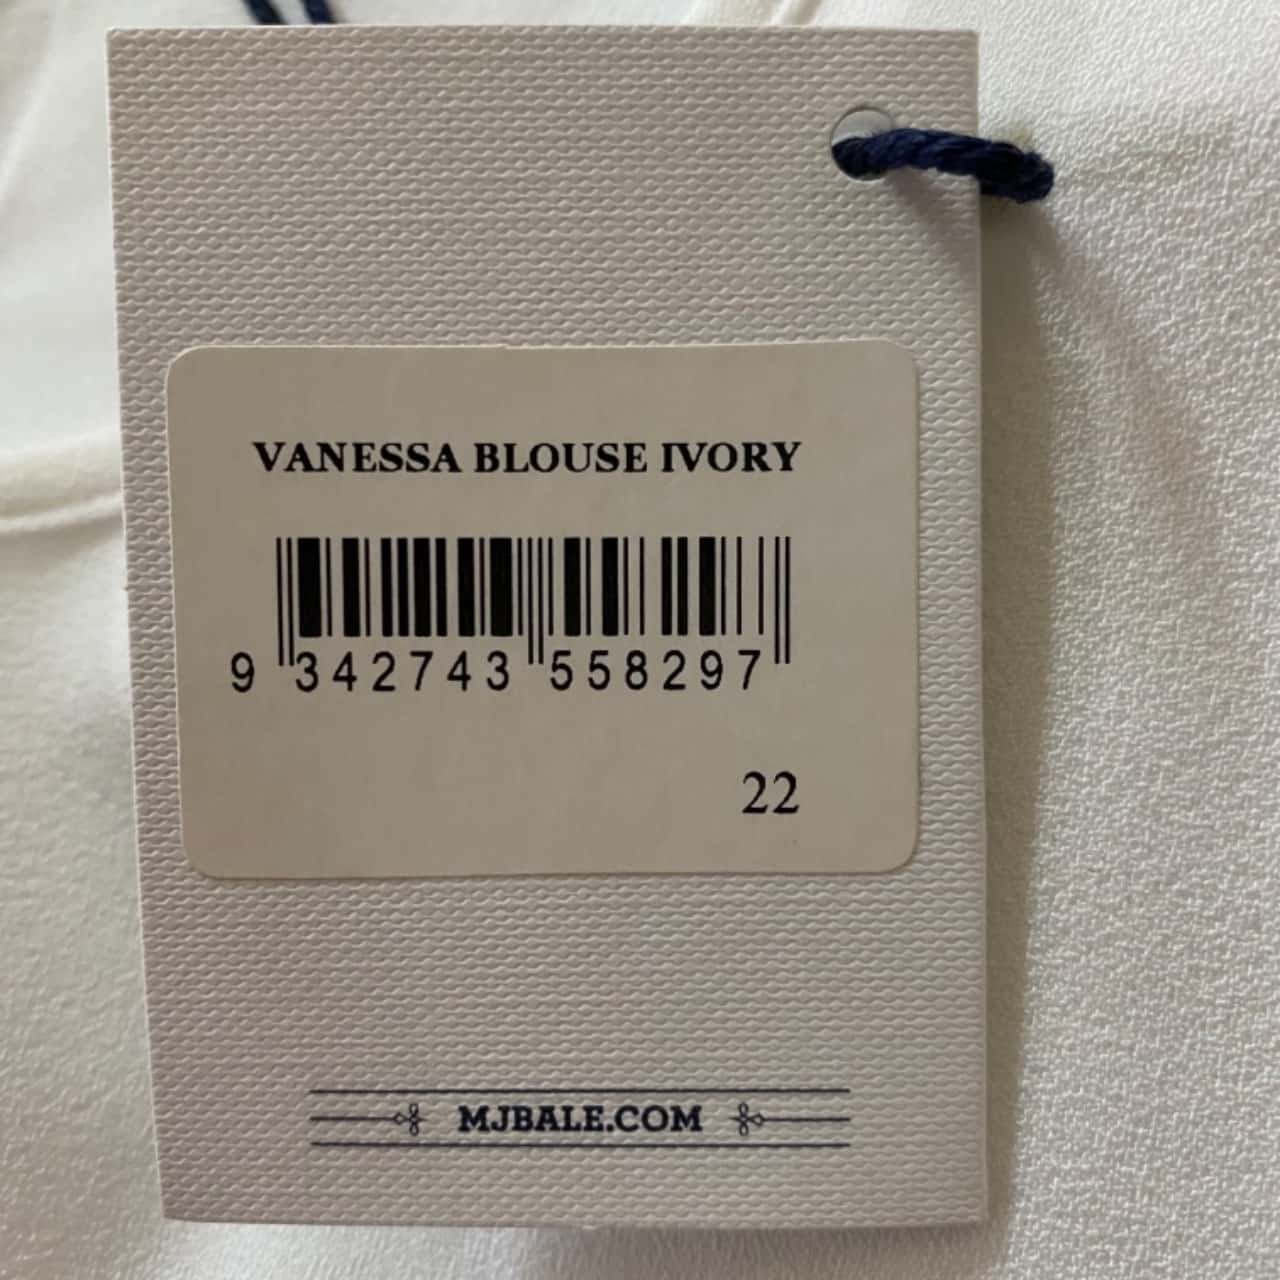 VANESSA BLOUSE IVORY
9 342743 558297
22
MJBALE.COM